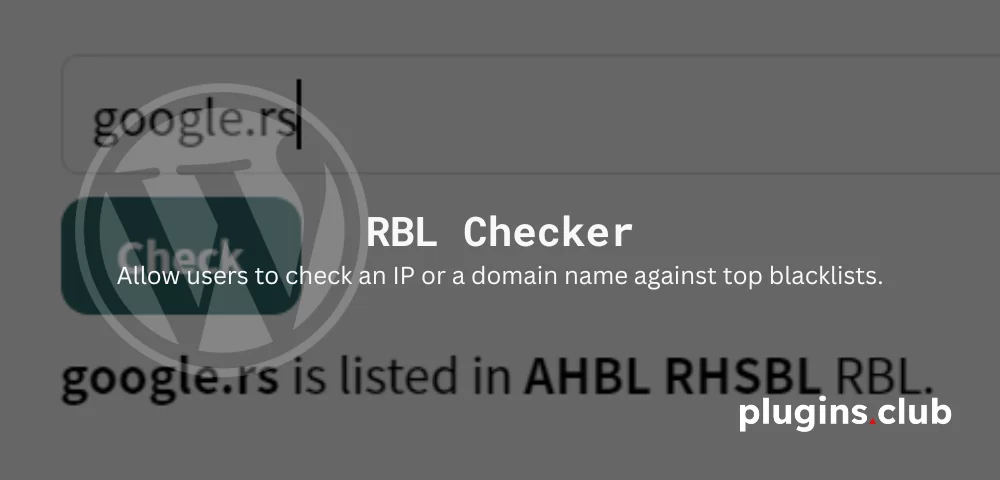 google.rs
RBL Checker
Check
Allow users to check an IP or a domain name against top blacklists.
google.rs is listed in AHBL RHSBL RBL.
plugins.club